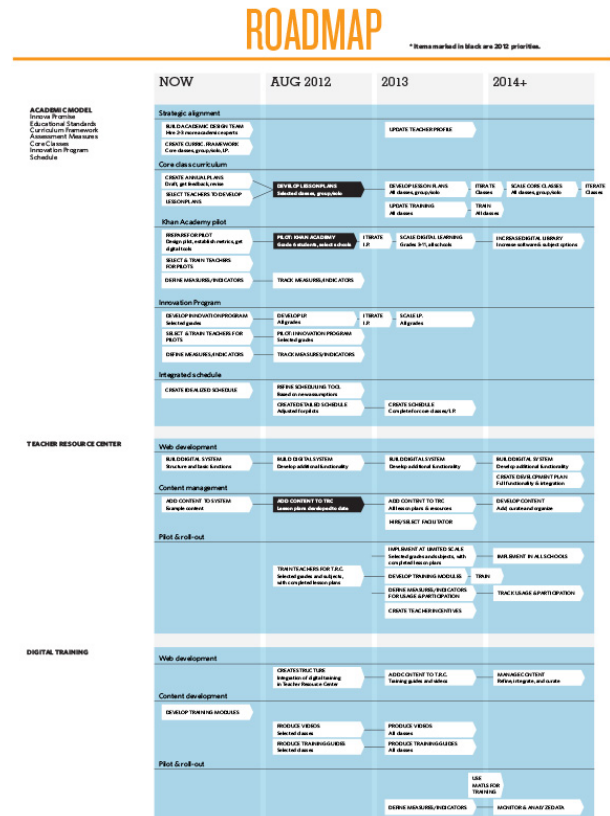 ROADMAP
* Items marked in black are 2012 priorities.
NOW AUG 2012 2013 2014+
ACADEMIC MODEL
Innova Promise
Educational Standards
Curriculum Framework
Assessment Measures
Core Classes
Innovation Program
Schedule
Strategic alignment
BUILD ACADEMIC DESIGN TEAM
Hire 2-3 more academic experts
UPDATE TEACHER PROFILE
CREATE CURRIC. FRAMEWORK
Core classes, group/solo, I.P.
Core class curriculum
CREATE ANNUAL PLANS
Draft, get feedback, revise
SELECT TEACHERS TO DEVELOP
LESSON PLANS
DEVELOP LESSON PLANS
Selected classes, group/solo
DEVELOP LESSON PLANS
All classes, group/solo
ITERATE
Classes
SCALE CORE CLASSES
All classes, group/solo
ITERATE
Classes
UPDATE TRAINING
All classes
TRAIN
All classes
Khan Academy pilot
PREPARE FOR PILOT
Design pilot, establish metrics, get
digital tools
PILOT: KHAN ACADEMY
Grade 6 students, select schools
ITERATE
I.P.
SCALE DIGITAL LEARNING
Grades 3-11, all schools
INCREASE DIGITAL LIBRARY
Increase software & subject options
SELECT & TRAIN TEACHERS
FOR PILOTS
DEFINE MEASURES/INDICATORS
TRACK MEASURES/INDICATORS
Innovation Program
DEVELOP INNOVATION PROGRAM
Selected grades
DEVELOP I.P.
All grades
ITERATE
I.P.
SCALE I.P.
All grades
SELECT & TRAIN TEACHERS FOR
PILOTS
PILOT: INNOVATION PROGRAM
Selected grades
DEFINE MEASURES/INDICATORS
TRACK MEASURES/INDICATORS
Integrated schedule
CREATE IDEALIZED SCHEDULE
REFINE SCHEDULING TOOL
Based on new assumptions
CREATE DETAILED SCHEDULE
Adjusted for pilots
CREATE SCHEDULE
Complete for core classes/I.P.
TEACHER RESOURCE CENTER
Web development
BUILD DIGITAL SYSTEM
Structure and basic functions
BUILD DIGITAL SYSTEM
Develop additional functionality
BUILD DIGITAL SYSTEM
Develop additional functionality
BUILD DIGITAL SYSTEM
Develop additional functionality
CREATE DEVELOPMENT PLAN
Full functionality & integration
Content management
ADD CONTENT TO SYSTEM
Sample content
ADD CONTENT TO TRC
Lesson plans developed to date
ADD CONTENT TO TRC
All lesson plans & resources
DEVELOP CONTENT
Add, curate and organize
HIRE/SELECT FACILITATOR
Pilot & roll-out
TRAIN TEACHERS FOR T.R.C.
Selected grades and subjects,
with completed lesson plans
IMPLEMENT AT LIMITED SCALE
Selected grades and subjects, with
completed lesson plans
IMPLEMENT IN ALL SCHOOLS
DEVELOP TRAINING MODULES
TRAIN
DEFINE MEASURES/INDICATORS
FOR USAGE & PARTICIPATION
TRACK USAGE & PARTICIPATION
CREATE TEACHER INCENTIVES
DIGITAL TRAINING
Web development
CREATE STRUCTURE
Integration of digital training
in Teacher Resource Center
ADD CONTENT TO T.R.C.
Training guides and videos
MANAGE CONTENT
Refine, integrate, and curate
Content development
DEVELOP TRAINING MODULES
PRODUCE VIDEOS
Selected classes
PRODUCE VIDEOS
All classes
PRODUCE TRAINING GUIDES
Selected classes
PRODUCE TRAINING GUIDES
All classes
Pilot & roll-out
USE
MATLS FOR
TRAINING
DEFINE MEASURES/INDICATORS
MONITOR & ANALYZE DATA